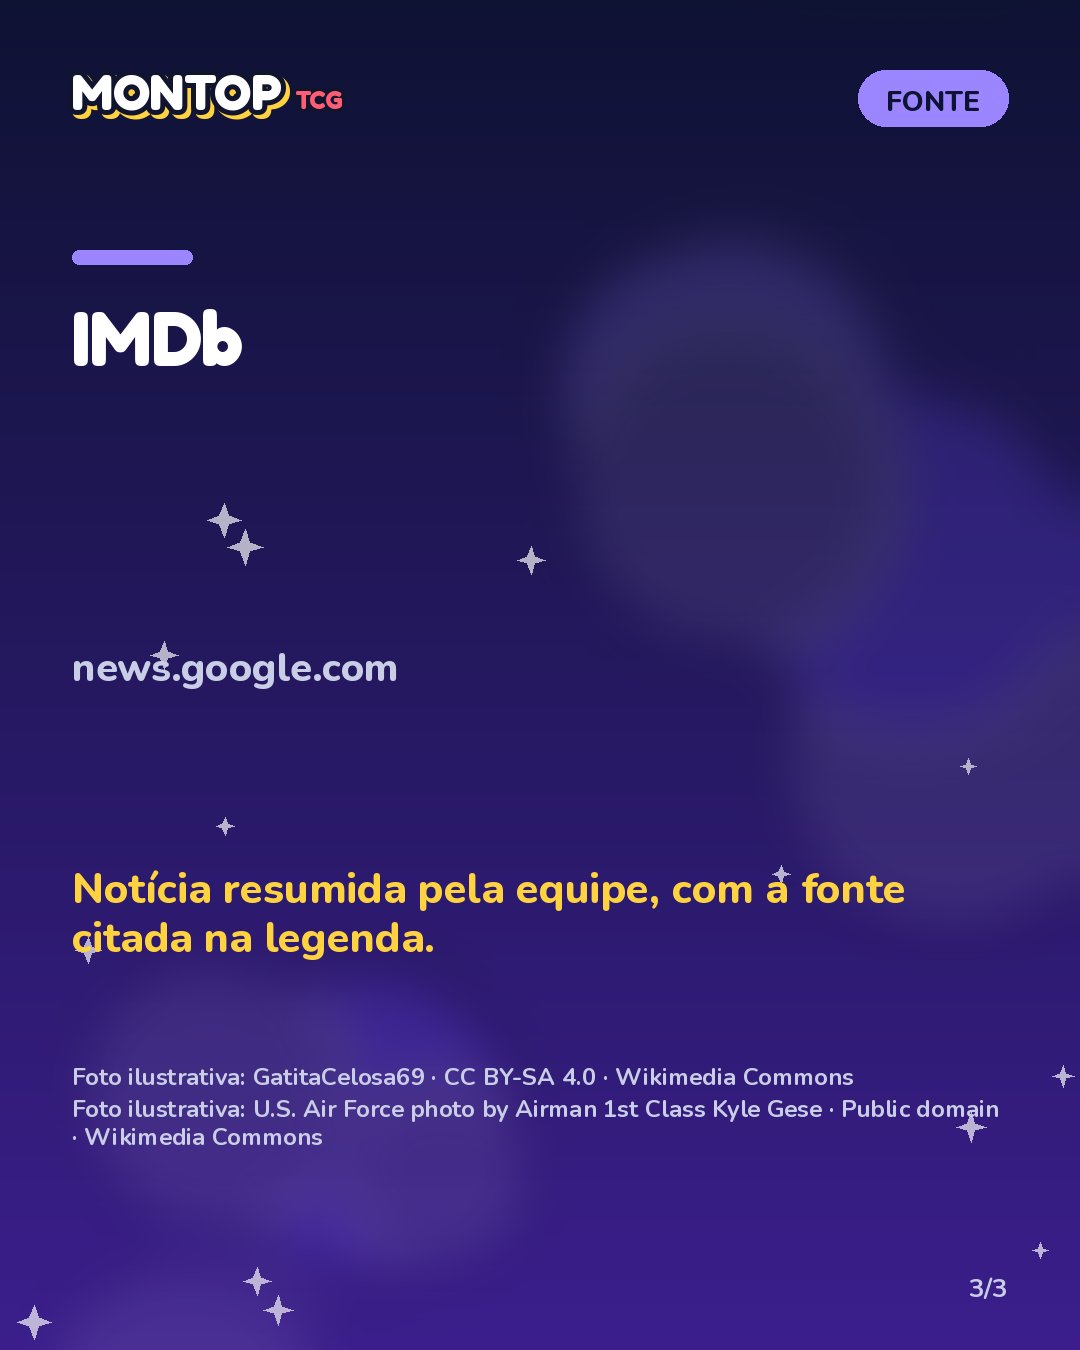 MONTOP TCG
FONTE
IMDb
news.google.com
Notícia resumida pela equipe, com a fonte
citada na legenda.
Foto ilustrativa: GatitaCelosa69 · CC BY-SA 4.0 · Wikimedia Commons
Foto ilustrativa: U.S. Air Force photo by Airman 1st Class Kyle Gese · Public domain
· Wikimedia Commons
3/3